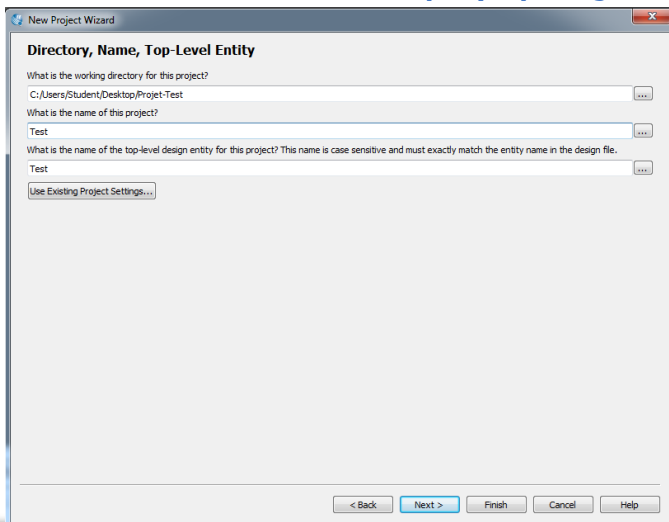 New Project Wizard
Directory, Name, Top-Level Entity
What is the working directory for this project?
C:/Users/Student/Desktop/Projet-Test
...
What is the name of this project?
Test
...
What is the name of the top-level design entity for this project? This name is case sensitive and must exactly match the entity name in the design file.
Test
...
Use Existing Project Settings...
< Back Next > Finish Cancel Help